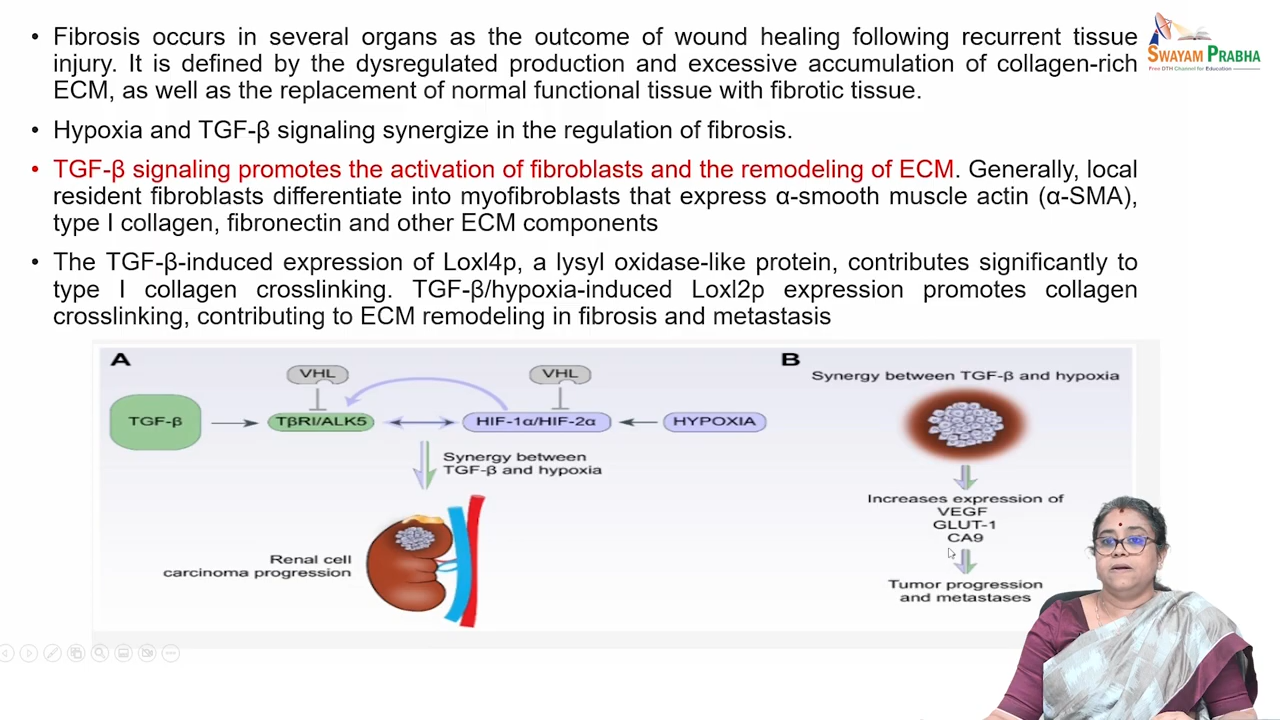 • Fibrosis occurs in several organs as the outcome of wound healing following recurrent tissue
injury. It is defined by the dysregulated production and excessive accumulation of collagen-rich
ECM, as well as the replacement of normal functional tissue with fibrotic tissue.
• Hypoxia and TGF-β signaling synergize in the regulation of fibrosis.
• TGF-β signaling promotes the activation of fibroblasts and the remodeling of ECM. Generally, local
resident fibroblasts differentiate into myofibroblasts that express α-smooth muscle actin (α-SMA),
type I collagen, fibronectin and other ECM components
• The TGF-β-induced expression of Loxl4p, a lysyl oxidase-like protein, contributes significantly to
type I collagen crosslinking. TGF-β/hypoxia-induced Loxl2p expression promotes collagen
crosslinking, contributing to ECM remodeling in fibrosis and metastasis
SWAYAM PRABHA
Free DTH Channel for Education
A
VHL
VHL
TGF-β
TβRI/ALK5
HIF-1α/HIF-2α
HYPOXIA
Synergy between
TGF-β and hypoxia
Renal cell
carcinoma progression
B
Synergy between TGF-β and hypoxia
Increases expression of
VEGF
GLUT-1
CA9
Tumor progression
and metastases